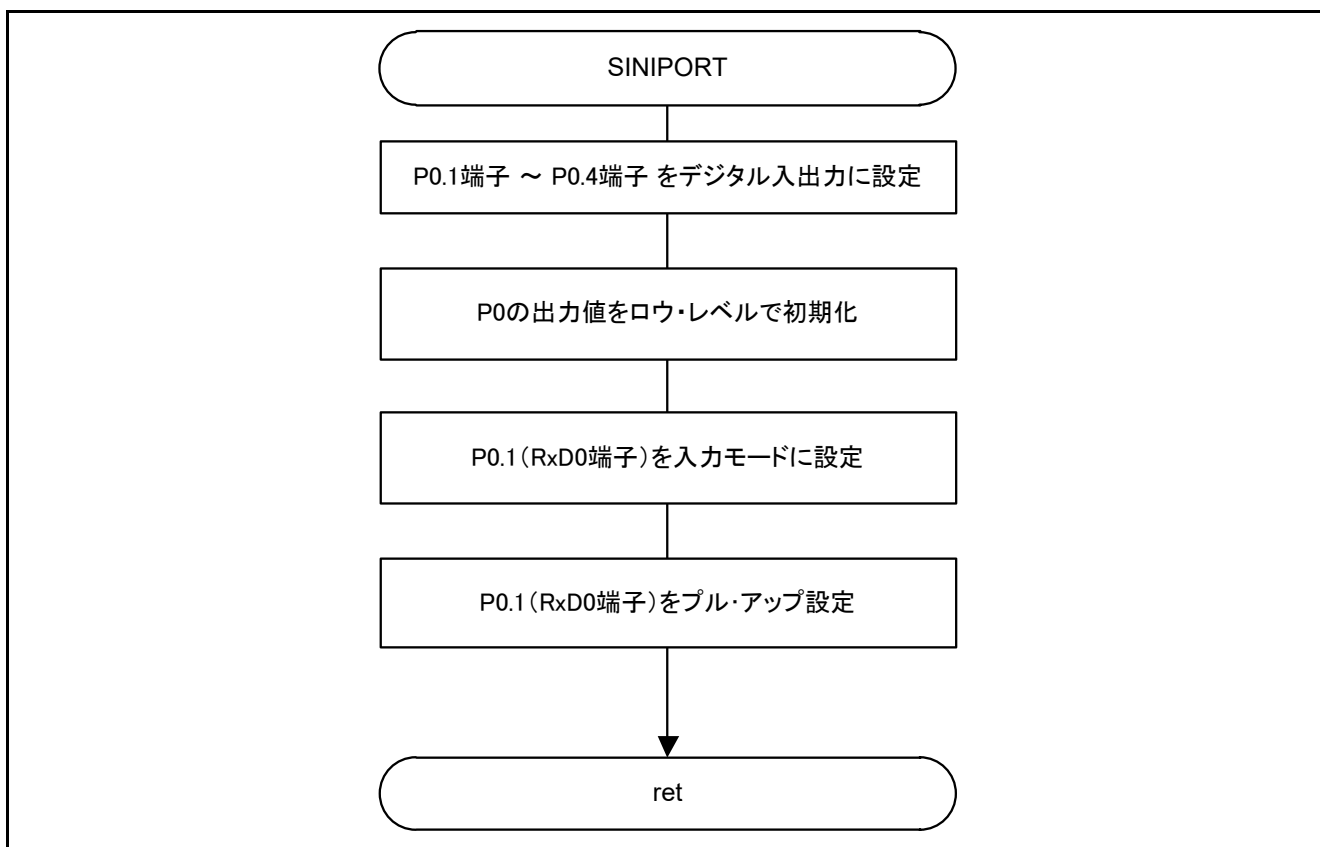 SINIPORT
P0.1端子 ～ P0.4端子 をデジタル入出力に設定
P0の出力値をロウ・レベルで初期化
P0.1（RxD0端子）を入力モードに設定
P0.1（RxD0端子）をプル・アップ設定
ret